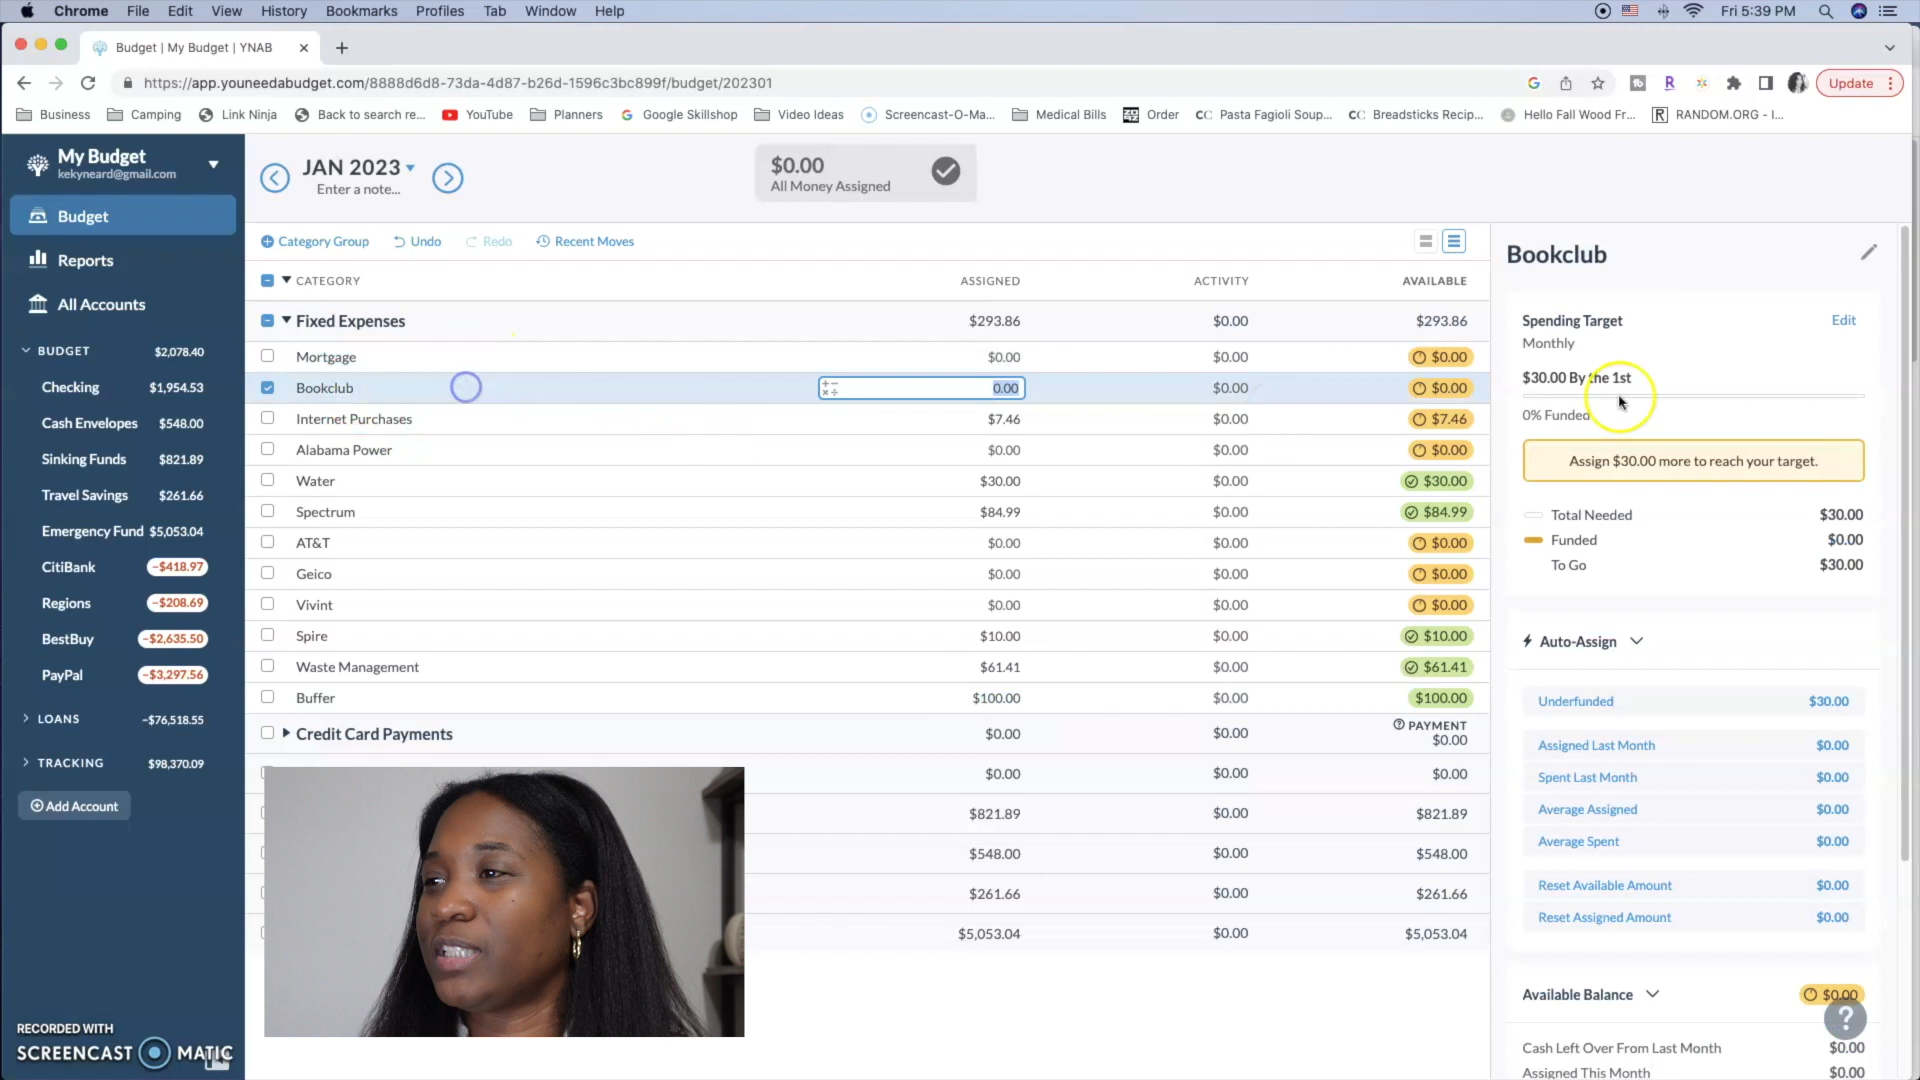 Chrome File Edit View History Bookmarks Profiles Tab Window Help Fri 5:39 PM
Budget | My Budget | YNAB
https://app.youneedabudget.com/8888d6d8-73da-4d87-b26d-1596c3bc899f/budget/202301 Update
Business Camping Link Ninja Back to search re... YouTube Planners Google Skillshop Video Ideas Screencast-O-Ma... Medical Bills Order CC Pasta Fagioli Soup... CC Breadsticks Recip... Hello Fall Wood Fr... RANDOM.ORG - I...
My Budget
kekyneard@gmail.com
Budget
Reports
All Accounts
BUDGET $2,078.40
Checking $1,954.53
Cash Envelopes $548.00
Sinking Funds $821.89
Travel Savings $261.66
Emergency Fund $5,053.04
CitiBank -$418.97
Regions -$208.69
BestBuy -$2,635.50
PayPal -$3,297.56
LOANS -$76,518.55
TRACKING $98,370.09
Add Account
RECORDED WITH
SCREENCAST MATIC
JAN 2023
Enter a note...
$0.00
All Money Assigned
Category Group Undo Redo Recent Moves
CATEGORY ASSIGNED ACTIVITY AVAILABLE
Fixed Expenses $293.86 $0.00 $293.86
Mortgage $0.00 $0.00 $0.00
Bookclub 0.00 $0.00 $0.00
Internet Purchases $7.46 $0.00 $7.46
Alabama Power $0.00 $0.00 $0.00
Water $30.00 $0.00 $30.00
Spectrum $84.99 $0.00 $84.99
AT&T $0.00 $0.00 $0.00
Geico $0.00 $0.00 $0.00
Vivint $0.00 $0.00 $0.00
Spire $10.00 $0.00 $10.00
Waste Management $61.41 $0.00 $61.41
Buffer $100.00 $0.00 $100.00
Credit Card Payments $0.00 $0.00 PAYMENT
$0.00
$0.00 $0.00 $0.00
$821.89 $0.00 $821.89
$548.00 $0.00 $548.00
$261.66 $0.00 $261.66
$5,053.04 $0.00 $5,053.04
Bookclub
Spending Target Edit
Monthly
$30.00 By the 1st
0% Funded
Assign $30.00 more to reach your target.
Total Needed $30.00
Funded $0.00
To Go $30.00
Auto-Assign
Underfunded $30.00
Assigned Last Month $0.00
Spent Last Month $0.00
Average Assigned $0.00
Average Spent $0.00
Reset Available Amount $0.00
Reset Assigned Amount $0.00
Available Balance $0.00
?
Cash Left Over From Last Month $0.00
Assigned This Month $0.00